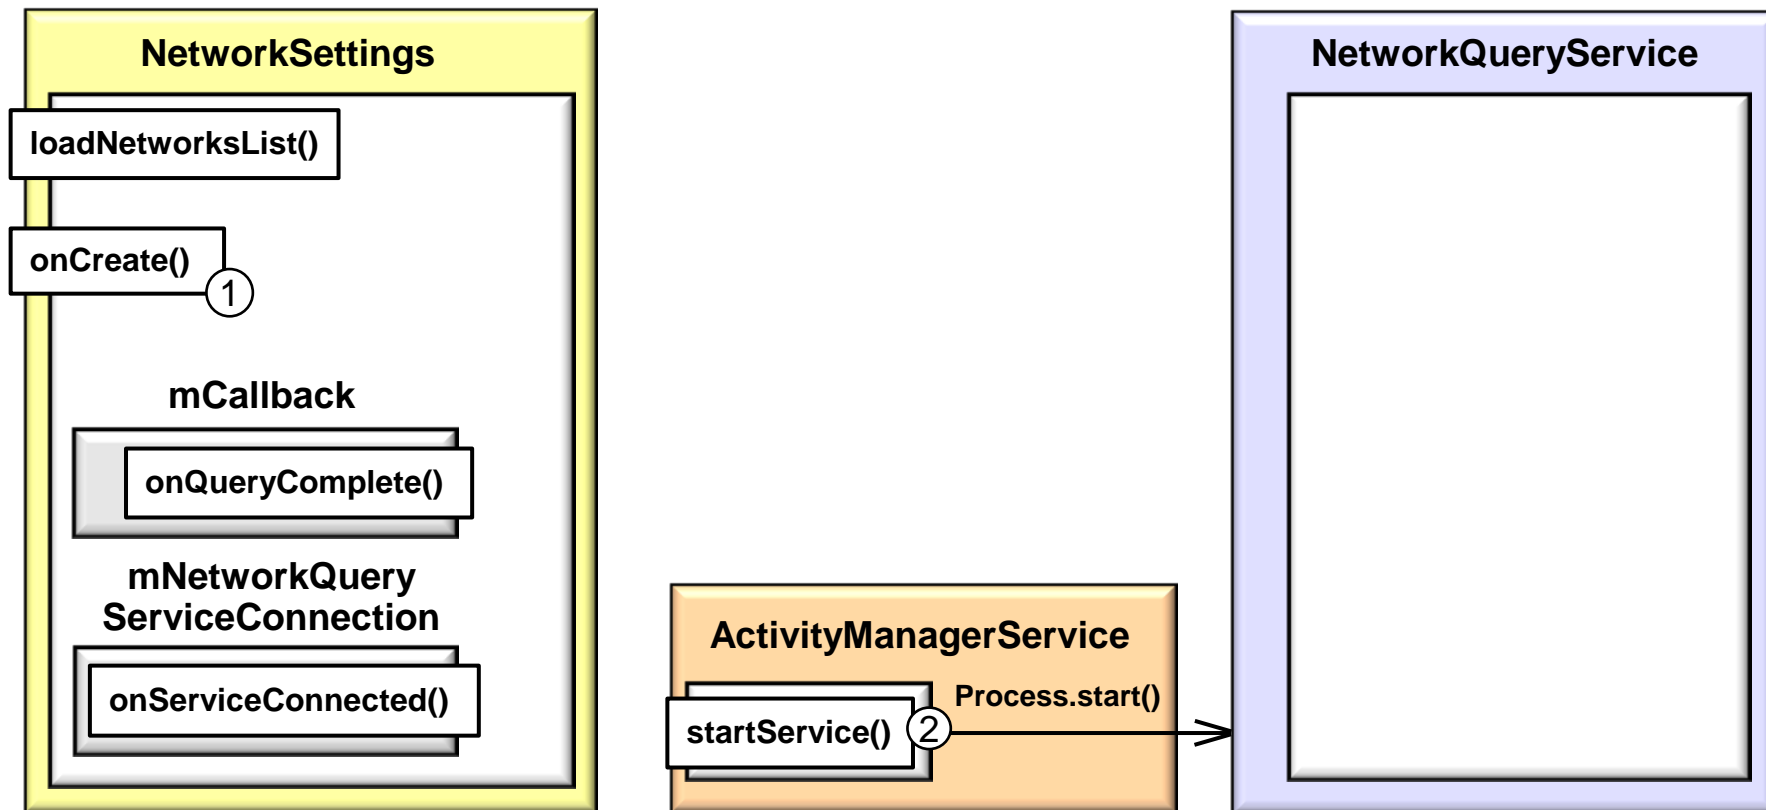 NetworkSettings
loadNetworksList()
onCreate()
1
mCallback
onQueryComplete()
mNetworkQuery
ServiceConnection
onServiceConnected()
ActivityManagerService
startService()
2
Process.start()
NetworkQueryService